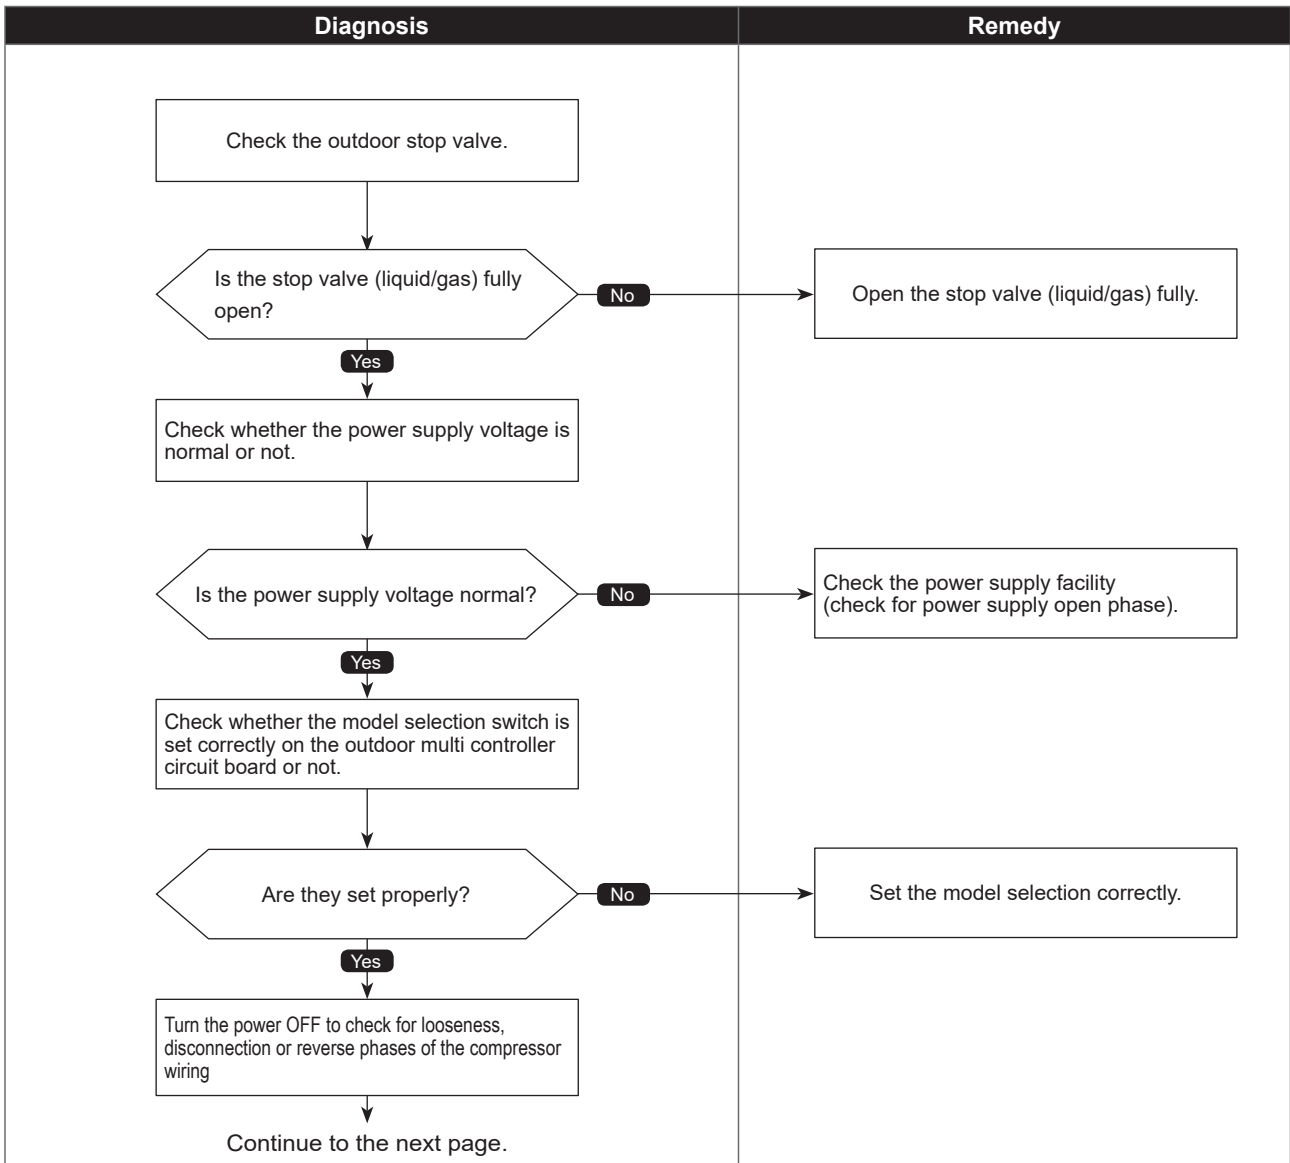 Diagnosis
Remedy
Check the outdoor stop valve.
Is the stop valve (liquid/gas) fully
open?
No
Open the stop valve (liquid/gas) fully.
Yes
Check whether the power supply voltage is
normal or not.
Is the power supply voltage normal?
No
Check the power supply facility
(check for power supply open phase).
Yes
Check whether the model selection switch is
set correctly on the outdoor multi controller
circuit board or not.
Are they set properly?
No
Set the model selection correctly.
Yes
Turn the power OFF to check for looseness,
disconnection or reverse phases of the compressor
wiring
Continue to the next page.